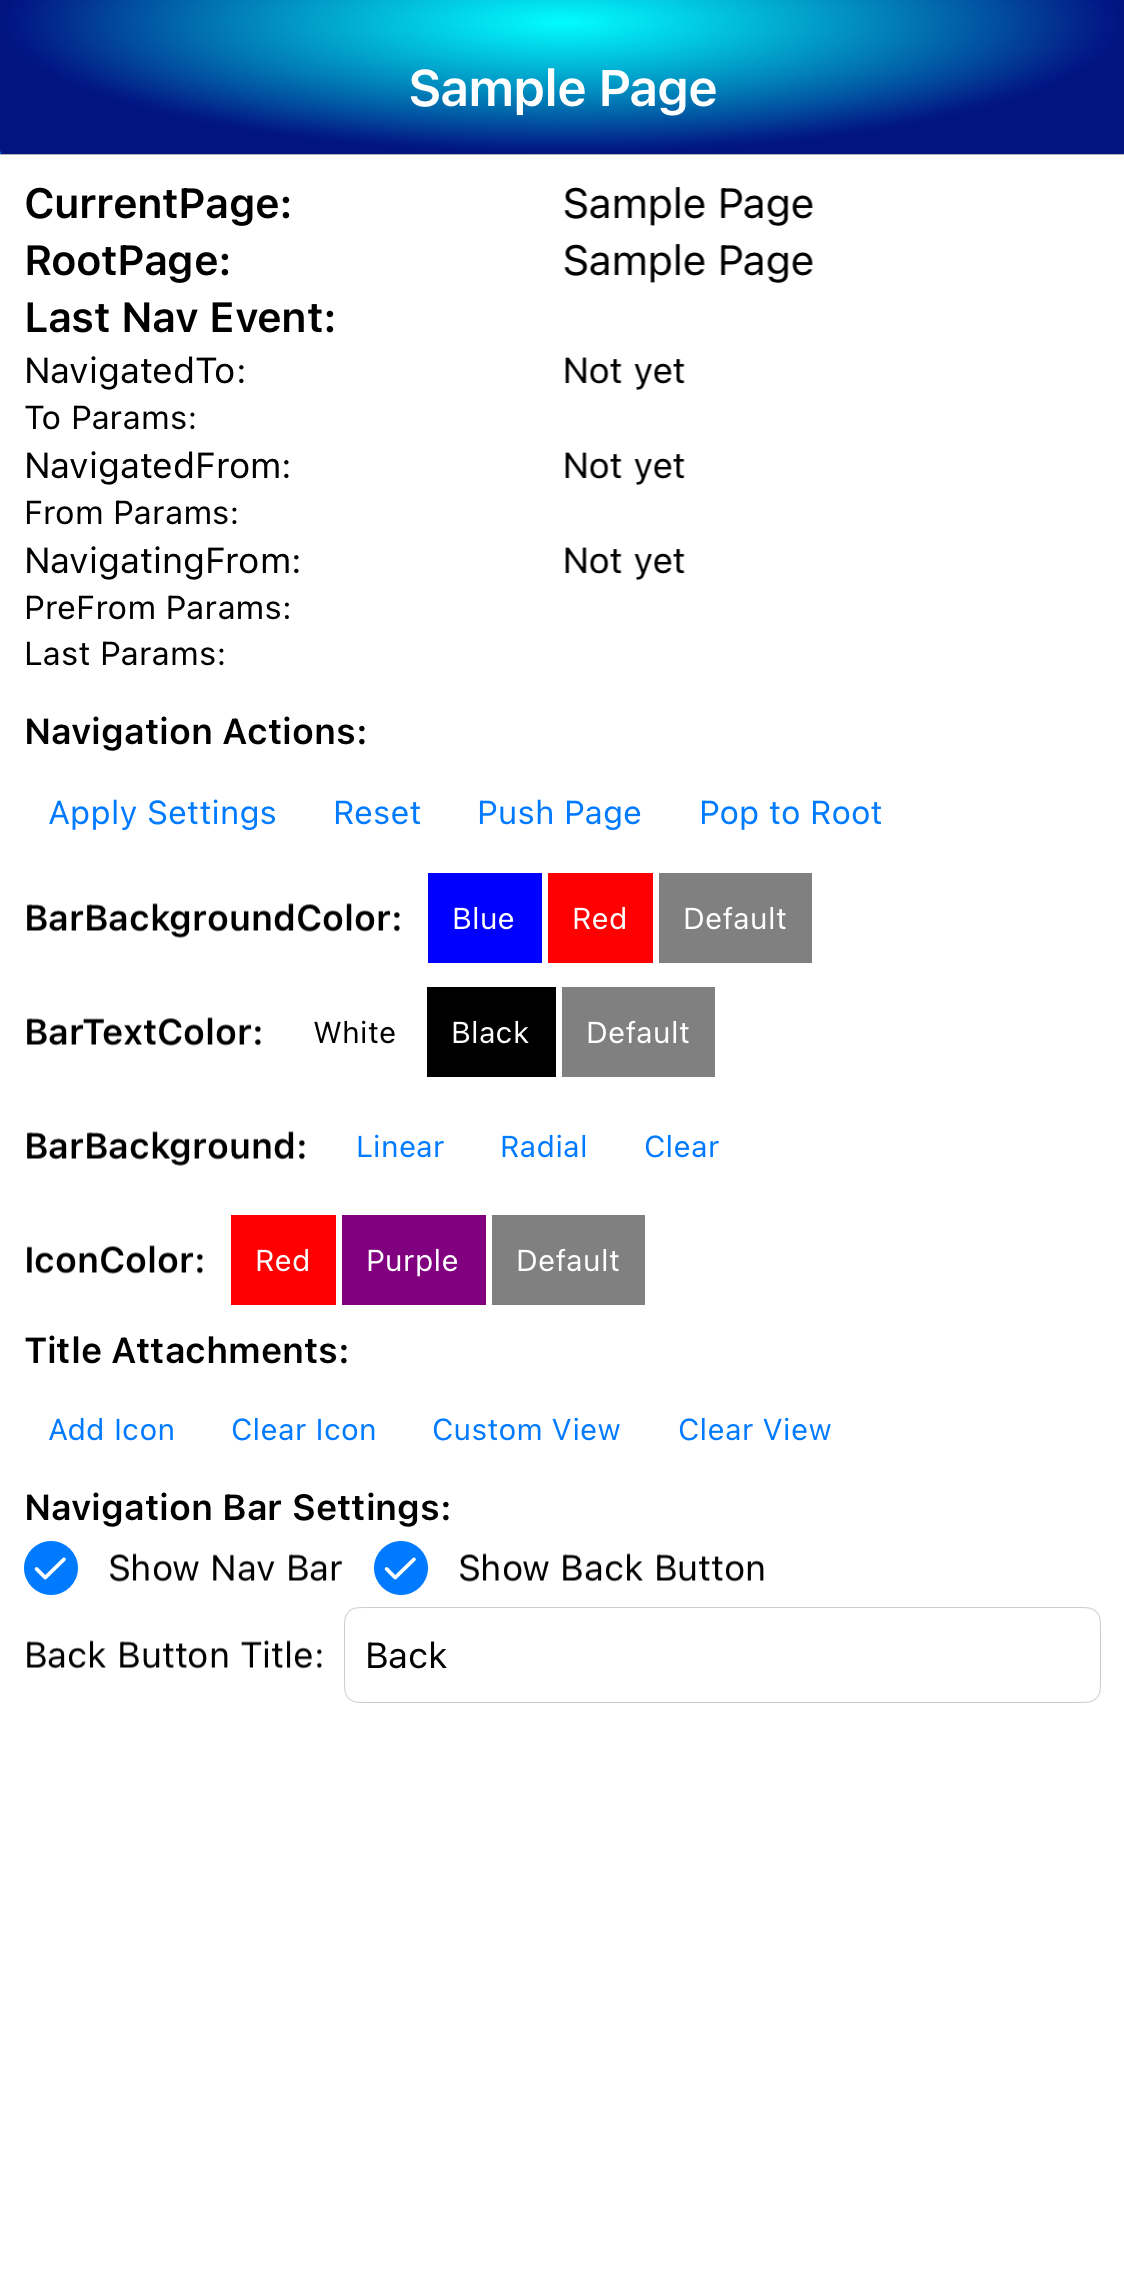 Sample Page
CurrentPage: Sample Page
RootPage: Sample Page
Last Nav Event:
NavigatedTo: Not yet
To Params:
NavigatedFrom: Not yet
From Params:
NavigatingFrom: Not yet
PreFrom Params:
Last Params:
Navigation Actions:
Apply Settings Reset Push Page Pop to Root
BarBackgroundColor: Blue Red Default
BarTextColor: White Black Default
BarBackground: Linear Radial Clear
IconColor: Red Purple Default
Title Attachments:
Add Icon Clear Icon Custom View Clear View
Navigation Bar Settings:
Show Nav Bar Show Back Button
Back Button Title: Back